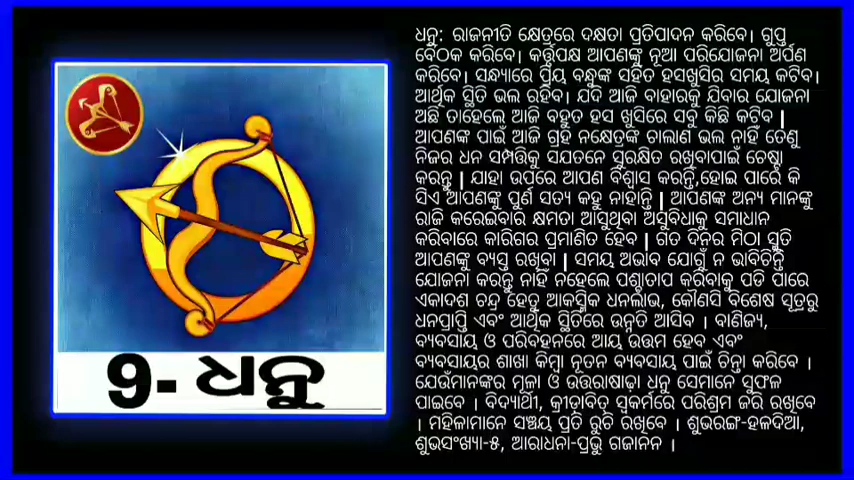 ଧନୁ: ରାଜନୀତି କ୍ଷେତ୍ରରେ ଦକ୍ଷତା ପ୍ରତିପାଦନ କରିବେ। ଗୁପ୍ତ
ବୈଠକ କରିବେ। କର୍ତ୍ତୃପକ୍ଷ ଆପଣଙ୍କୁ ନୂଆ ପରିଯୋଜନା ଅର୍ପଣ
କରିବେ। ସନ୍ଧ୍ୟାରେ ପ୍ରିୟ ବନ୍ଧୁଙ୍କ ସହିତ ହସଖୁସିର ସମୟ କଟିବ।
ଆର୍ଥିକ ସ୍ଥିତି ଭଲ ରହିବ। ଯଦି ଆଜି ବାହାରକୁ ଯିବାର ଯୋଜନା
ଅଛି ତାହେଲେ ଆଜି ବହୁତ ହସ ଖୁସିରେ ସବୁ କିଛି କଟିବ |
ଆପଣଙ୍କ ପାଇଁ ଆଜି ଗ୍ରହ ନକ୍ଷେତ୍ରଙ୍କ ଚାଲାଣ ଭଲ ନାହିଁ ତେଣୁ
ନିଜର ଧନ ସମ୍ପତ୍ତିକୁ ସଯତନେ ସୁରକ୍ଷିତ ରଖିବାପାଇଁ ଚେଷ୍ଟା
କରନ୍ତୁ | ଯାହା ଉପରେ ଆପଣ ବିଶ୍ୱାସ କରନ୍ତି,ହୋଇ ପାରେ କି
ସିଏ ଆପଣଙ୍କୁ ପୁର୍ଣ ସତ୍ୟ କହୁ ନାହାନ୍ତି | ଆପଣଙ୍କ ଅନ୍ୟ ମାନଙ୍କୁ
ରାଜି କରେଇବାର କ୍ଷମତା ଆସୁଥିବା ଅସୁବିଧାକୁ ସମାଧାନ
କରିବାରେ କାରିଗର ପ୍ରମାଣିତ ହେବ | ଗତ ଦିନର ମିଠା ସ୍ମୃତି
ଆପଣଙ୍କୁ ବ୍ୟସ୍ତ ରଖିବା | ସମୟ ଅଭାବ ଯୋଗୁଁ ନ ଭାବିଚିନ୍ତି
ଯୋଜନା କରନ୍ତୁ ନାହିଁ ନହେଲେ ପଶ୍ଚାତାପ କରିବାକୁ ପଡି ପାରେ
ଏକାଦଶ ଚନ୍ଦ୍ର ହେତୁ ଆକସ୍ମିକ ଧନଲାଭ, କୌଣସି ବିଶେଷ ସୂତ୍ରରୁ
ଧନପ୍ରାପ୍ତି ଏବଂ ଆର୍ଥିକ ସ୍ଥିତିରେ ଉନ୍ନତି ଆସିବ । ବାଣିଜ୍ୟ,
ବ୍ୟବସାୟ ଓ ପରିବହନରେ ଆୟ ଉତ୍ତମ ହେବ ଏବଂ
ବ୍ୟବସାୟର ଶାଖା କିମ୍ବା ନୂତନ ବ୍ୟବସାୟ ପାଇଁ ଚିନ୍ତା କରିବେ ।
ଯେଉଁମାନଙ୍କର ମୂଳା ଓ ଉତ୍ତରାଷାଢ଼ା ଧନୁ ସେମାନେ ସୁଫଳ
ପାଇବେ । ବିଦ୍ୟାର୍ଥୀ, କ୍ରୀଡ଼ାବିତ୍ ସ୍ୱକର୍ମରେ ପରିଶ୍ରମ ଜାରି ରଖିବେ
। ମହିଳାମାନେ ସଞ୍ଚୟ ପ୍ରତି ରୁଚି ରଖିବେ । ଶୁଭରଙ୍ଗ-ହଳଦିଆ,
ଶୁଭସଂଖ୍ୟା-୫, ଆରାଧନା-ପ୍ରଭୁ ଗଜାନନ ।
9- ଧନୁ